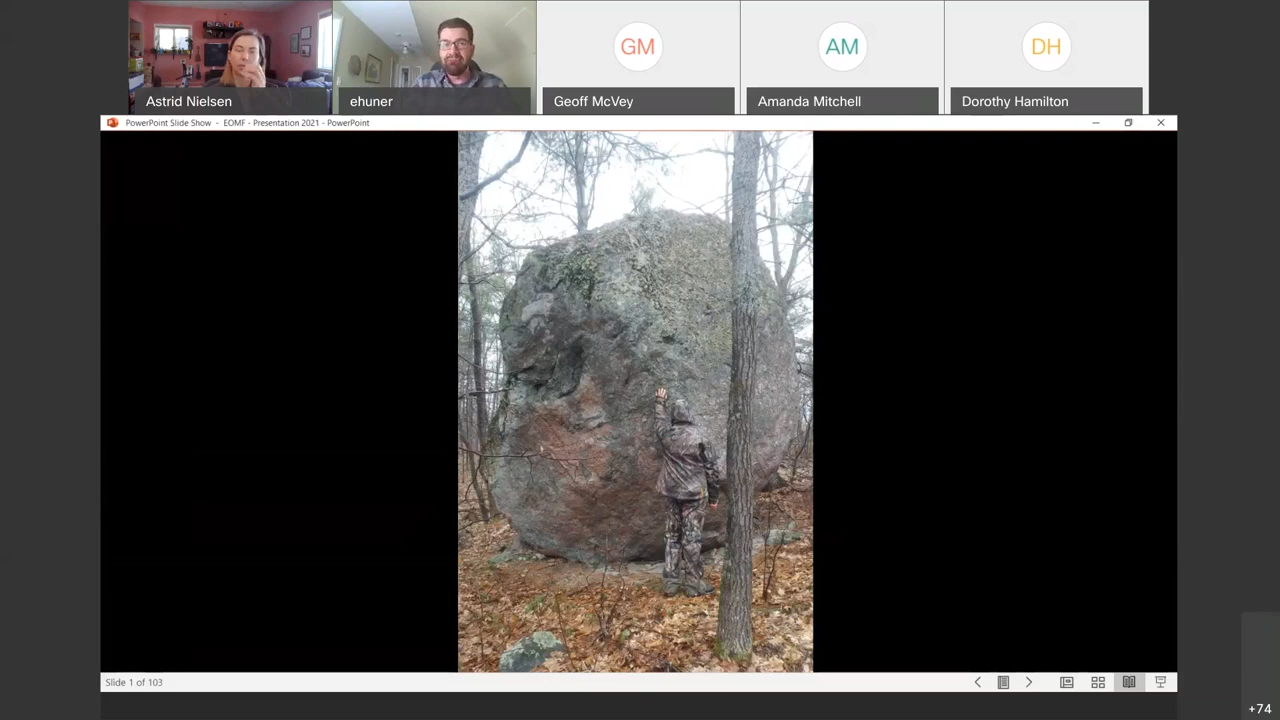 GM
AM
DH
Astrid Nielsen
ehuner
Geoff McVey
Amanda Mitchell
Dorothy Hamilton
PowerPoint Slide Show - EOMF - Presentation 2021 - PowerPoint
Slide 1 of 103
+74